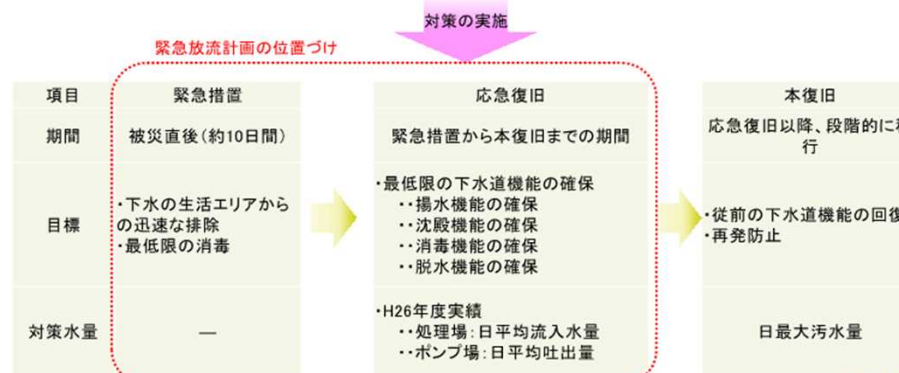 対策の実施
緊急放流計画の位置づけ
項目
緊急措置
応急復旧
本復旧
期間
被災直後(約10日間)
緊急措置から本復旧までの期間
応急復旧以降、段階的に
行
目標
・下水の生活エリアから
の迅速な排除
・最低限の消毒
・最低限の下水道機能の確保
・・揚水機能の確保
・・沈殿機能の確保
・・消毒機能の確保
・・脱水機能の確保
・従前の下水道機能の回復
・再発防止
対策水量
―
・H26年度実績
・・処理場:日平均流入水量
・・ポンプ場:日平均吐出量
日最大汚水量